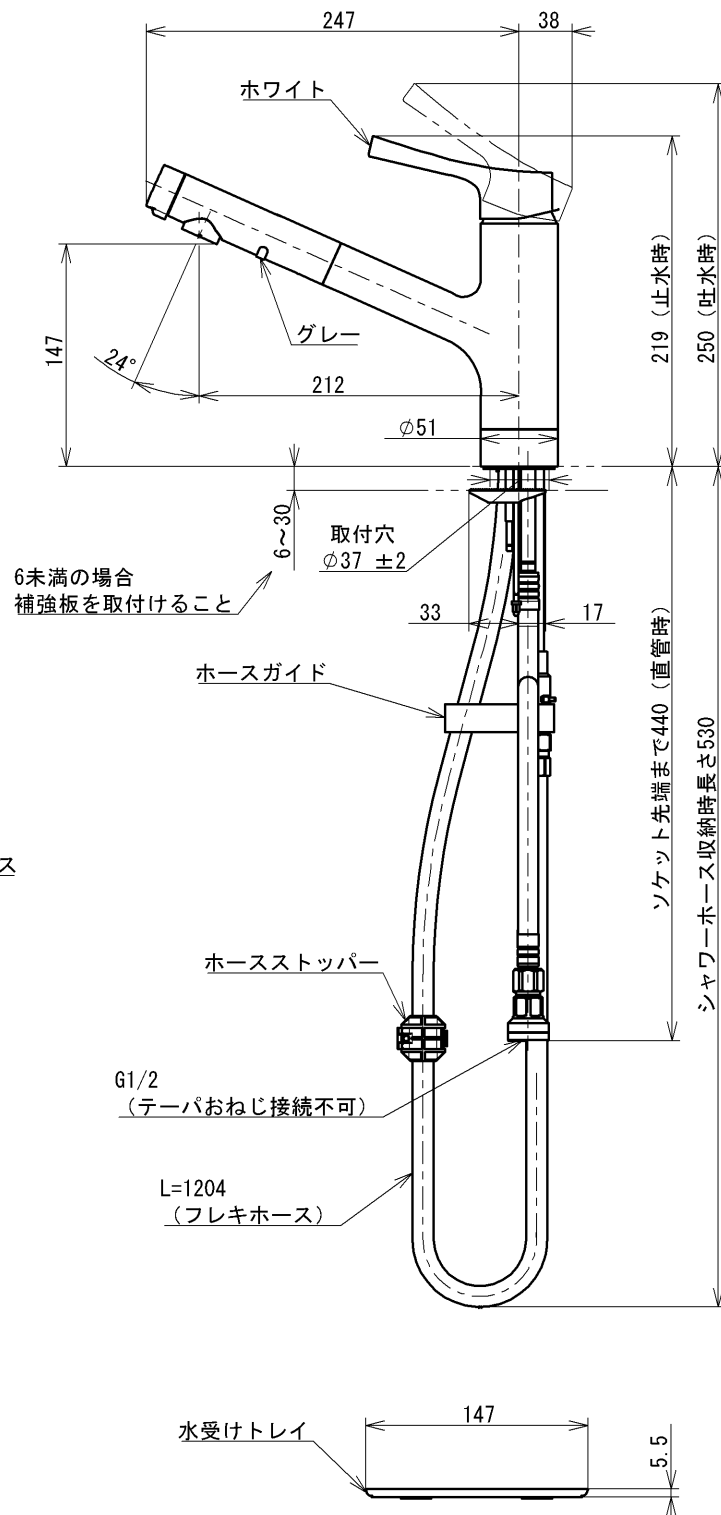 247
38
ホワイト
219（止水時）
250（吐水時）
147
24°
グレー
212
φ51
6～30
取付穴
φ37 ±2
6未満の場合
補強板を取付けること
33
17
ホースガイド
ソケット先端まで440（直管時）
シャワーホース収納時長さ530
ス
ホースストッパー
G1/2
（テーパおねじ接続不可）
L=1204
（フレキホース）
147
水受けトレイ
5.5